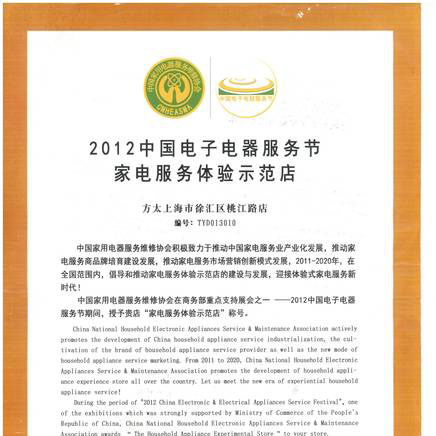 中国家用电器服务维修协会
CNHEASMA
中国电子电器服务节
2012中国电子电器服务节
家电服务体验示范店
方太上海市徐汇区桃江路店
编号：TYD013010
中国家用电器服务维修协会积极致力于推动中国家电服务业产业化发展，推动家
电服务商品牌培育建设发展，推动家电服务市场营销创新模式发展，2011-2020年，在
全国范围内，倡导和推动家电服务体验示范店的建设与发展，迎接体验式家电服务新
时代！
中国家用电器服务维修协会在商务部重点支持展会之一 ——2012中国电子电器
服务节期间，授予贵店“家电服务体验示范店”称号。
China National Household Electronic Appliances Service & Maintenance Association actively
promotes the development of China household appliance service industrialization, the cul-
tivation of the brand of household appliance service provider as well as the new mode of
household appliance service marketing. From 2011 to 2020, China National Household Electronic
Appliances Service & Maintenance Association promotes the development of household appli-
ance experience store all over the country. Let us meet the new era of experiential household
appliance service!
During the period of "2012 China Electronic & Electrical Appliances Service Festival", one
of the exhibitions which was strongly supported by Ministry of Commerce of the People's
Republic of China, China National Household Electronic Appliances Service & Maintenance
Association awards " The Household Appliance Experimental Store " to your store.